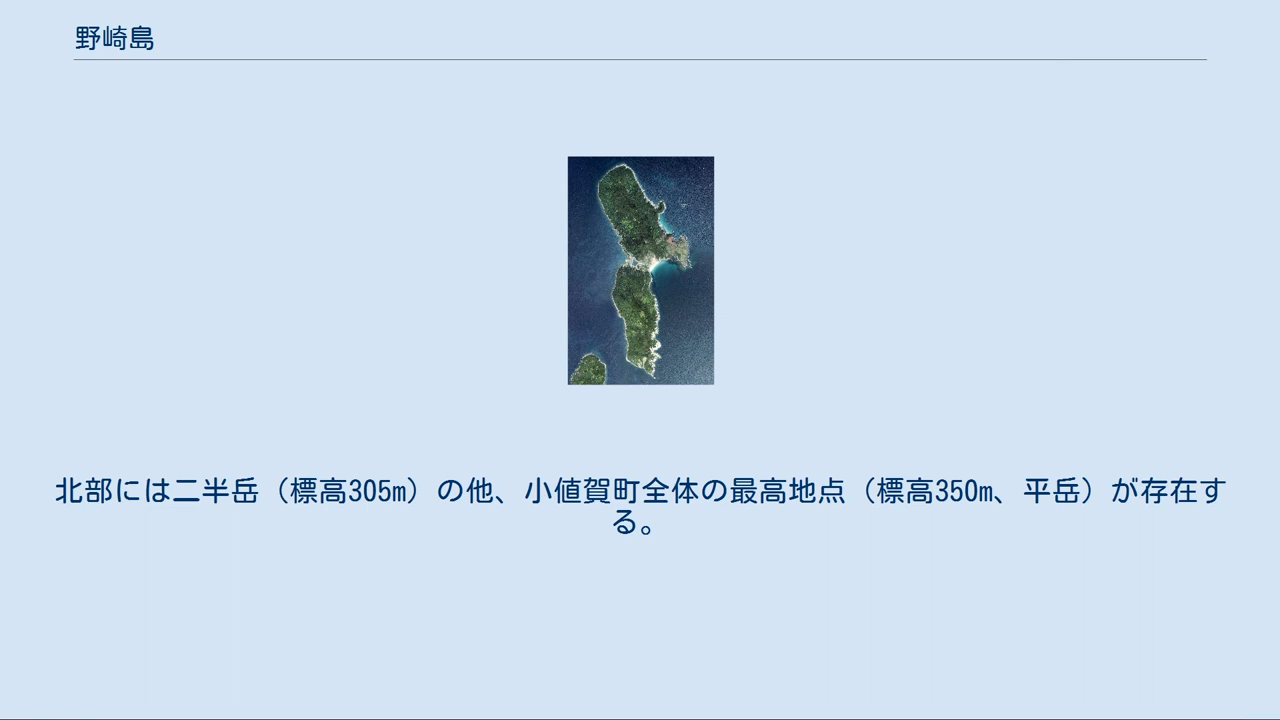 野崎島
北部には二半岳（標高305m）の他、小値賀町全体の最高地点（標高350m、平岳）が存在す
る。